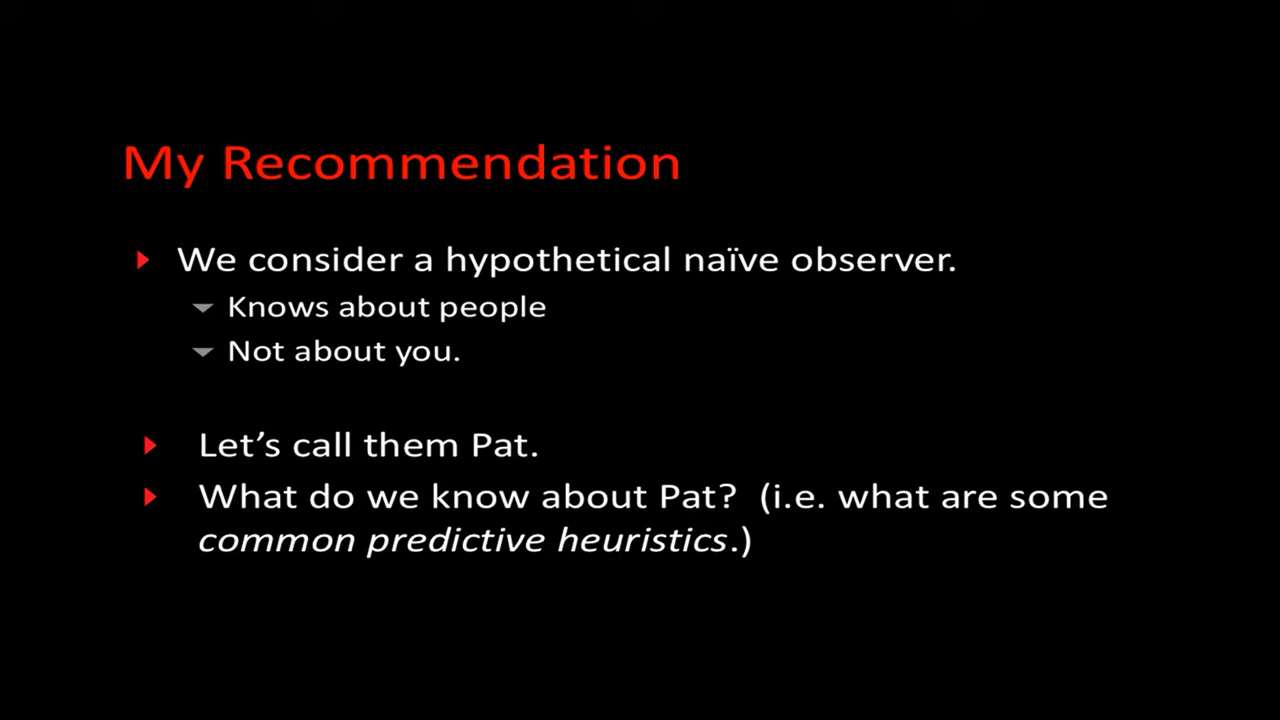 My Recommendation
We consider a hypothetical naïve observer.
Knows about people
Not about you.
Let’s call them Pat.
What do we know about Pat?  (i.e. what are some
common predictive heuristics.)